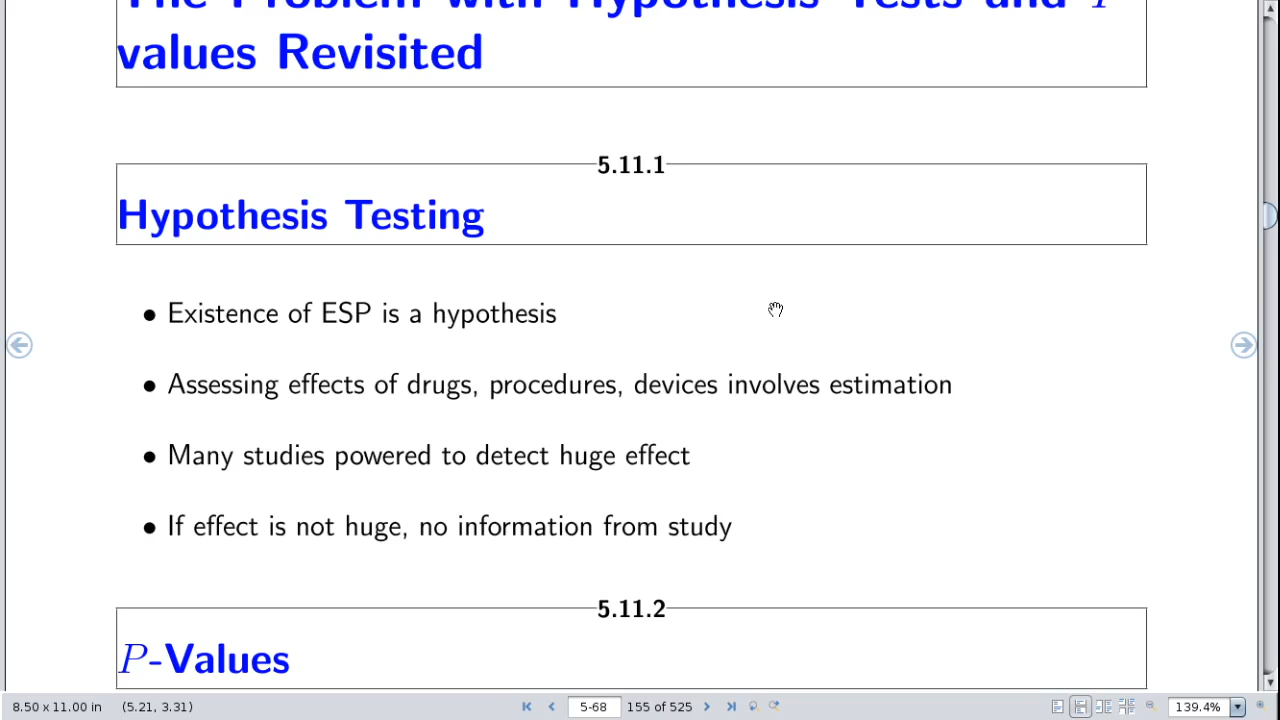 The Problem with Hypothesis Tests and P
values Revisited
5.11.1
Hypothesis Testing
• Existence of ESP is a hypothesis
• Assessing effects of drugs, procedures, devices involves estimation
• Many studies powered to detect huge effect
• If effect is not huge, no information from study
5.11.2
P-Values
8.50 x 11.00 in (5.21, 3.31) 5-68 155 of 525 139.4%